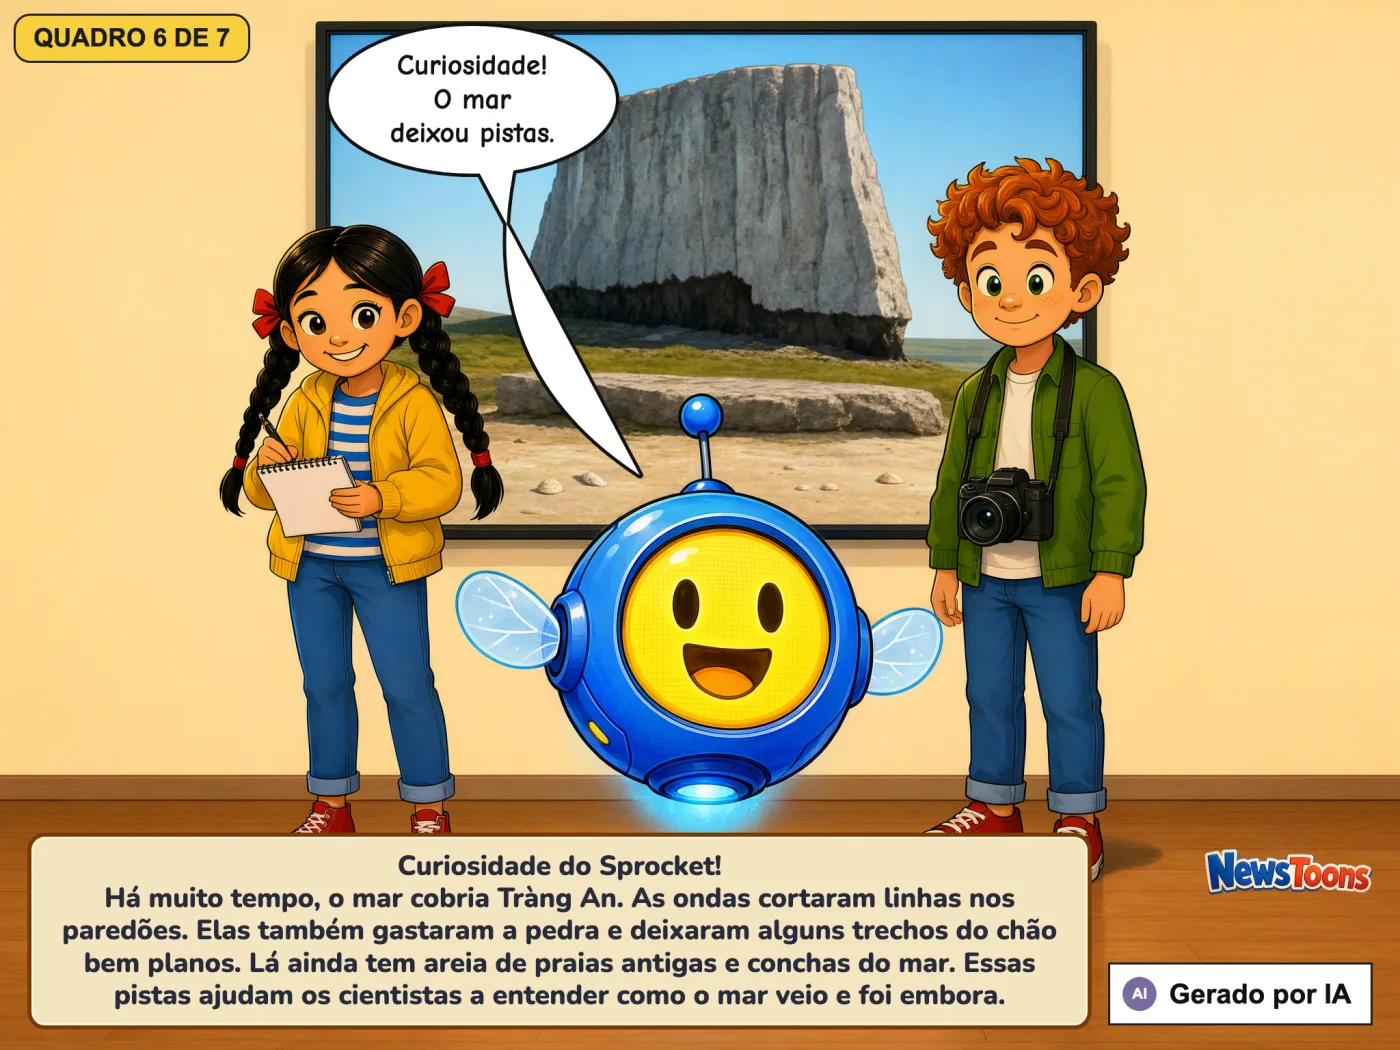 QUADRO 6 DE 7
Curiosidade!
O mar
deixou pistas.
Curiosidade do Sprocket!
Há muito tempo, o mar cobria Tràng An. As ondas cortaram linhas nos
paredões. Elas também gastaram a pedra e deixaram alguns trechos do chão
bem planos. Lá ainda tem areia de praias antigas e conchas do mar. Essas
pistas ajudam os cientistas a entender como o mar veio e foi embora.
NewsToons
AI Gerado por IA